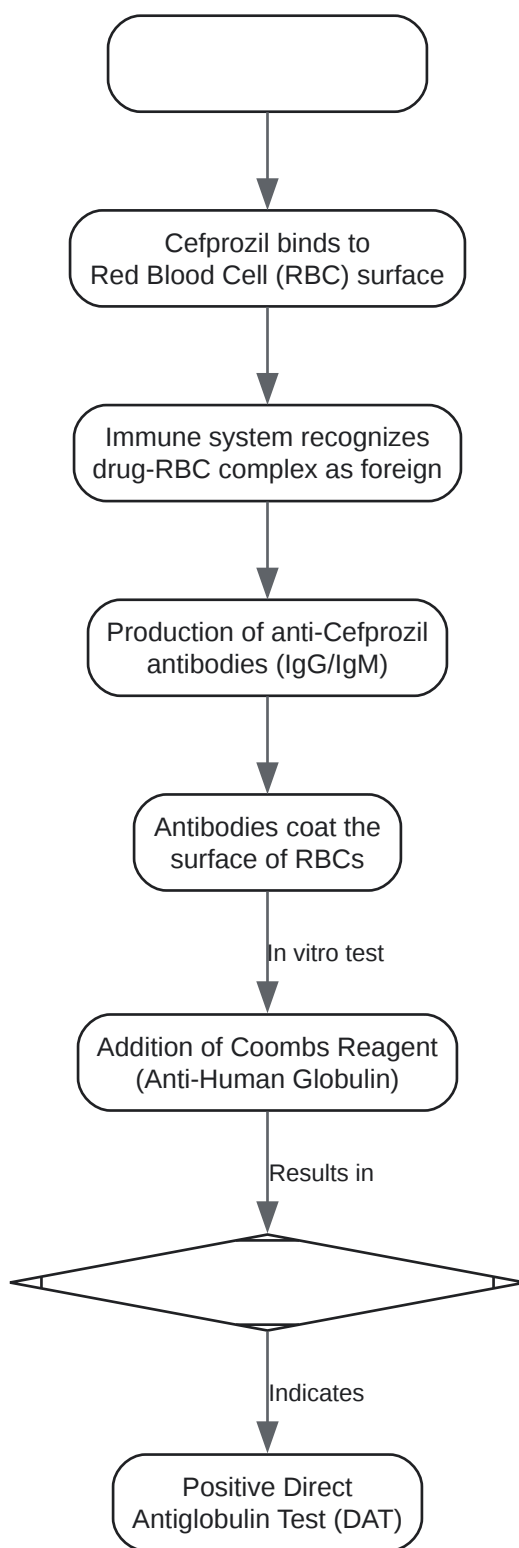 Cefprozil binds to
Red Blood Cell (RBC) surface
Immune system recognizes
drug-RBC complex as foreign
Production of anti-Cefprozil
antibodies (IgG/IgM)
Antibodies coat the
surface of RBCs
In vitro test
Addition of Coombs Reagent
(Anti-Human Globulin)
Results in
Indicates
Positive Direct
Antiglobulin Test (DAT)